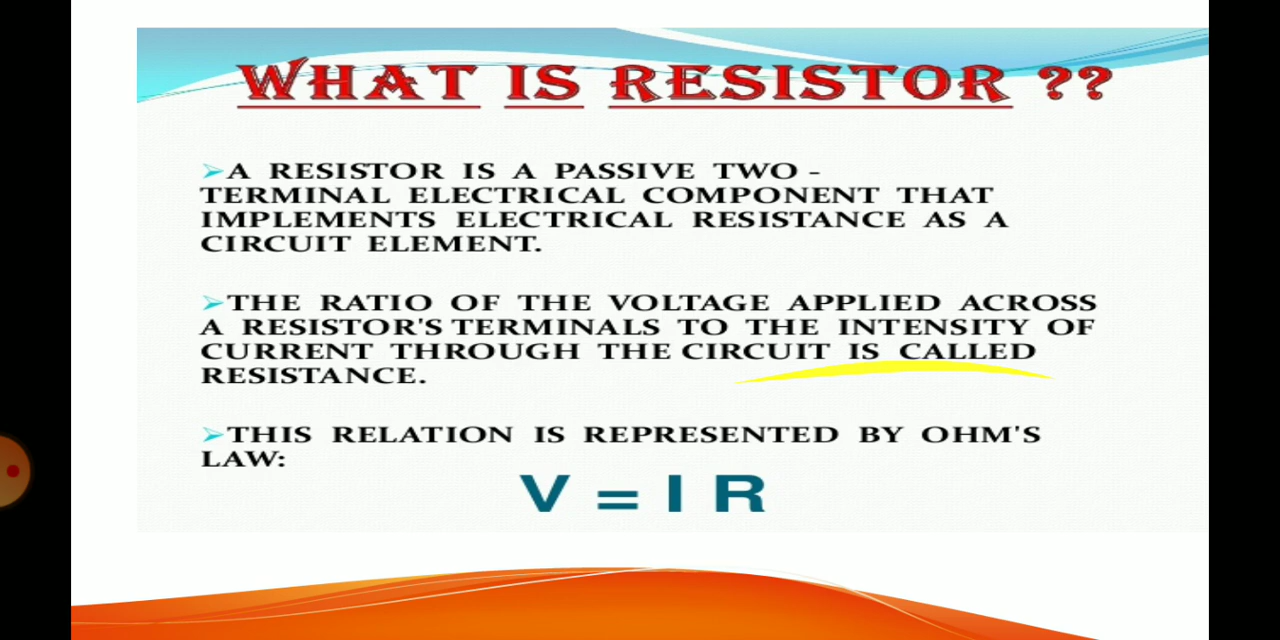 WHAT IS RESISTOR ??
➢A RESISTOR IS A PASSIVE TWO -
TERMINAL ELECTRICAL COMPONENT THAT
IMPLEMENTS ELECTRICAL RESISTANCE AS A
CIRCUIT ELEMENT.
➢THE RATIO OF THE VOLTAGE APPLIED ACROSS
A RESISTOR'S TERMINALS TO THE INTENSITY OF
CURRENT THROUGH THE CIRCUIT IS CALLED
RESISTANCE.
➢THIS RELATION IS REPRESENTED BY OHM'S
LAW:
V = I R